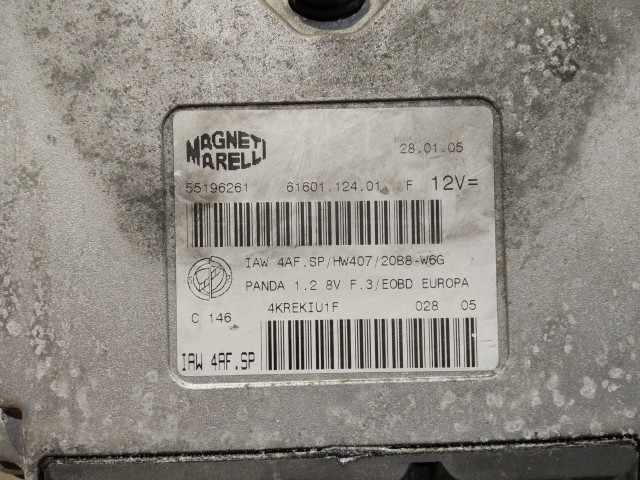 MAGNETI
MARELLI
28.01.05
55196261 61601.124.01 F 12V=
IAW 4AF.SP/HW407/20B8-W6G
PANDA 1.2 8V F.3/EOBD EUROPA
4KREKIU1F 028 05
C 146
IAW 4AF.SP